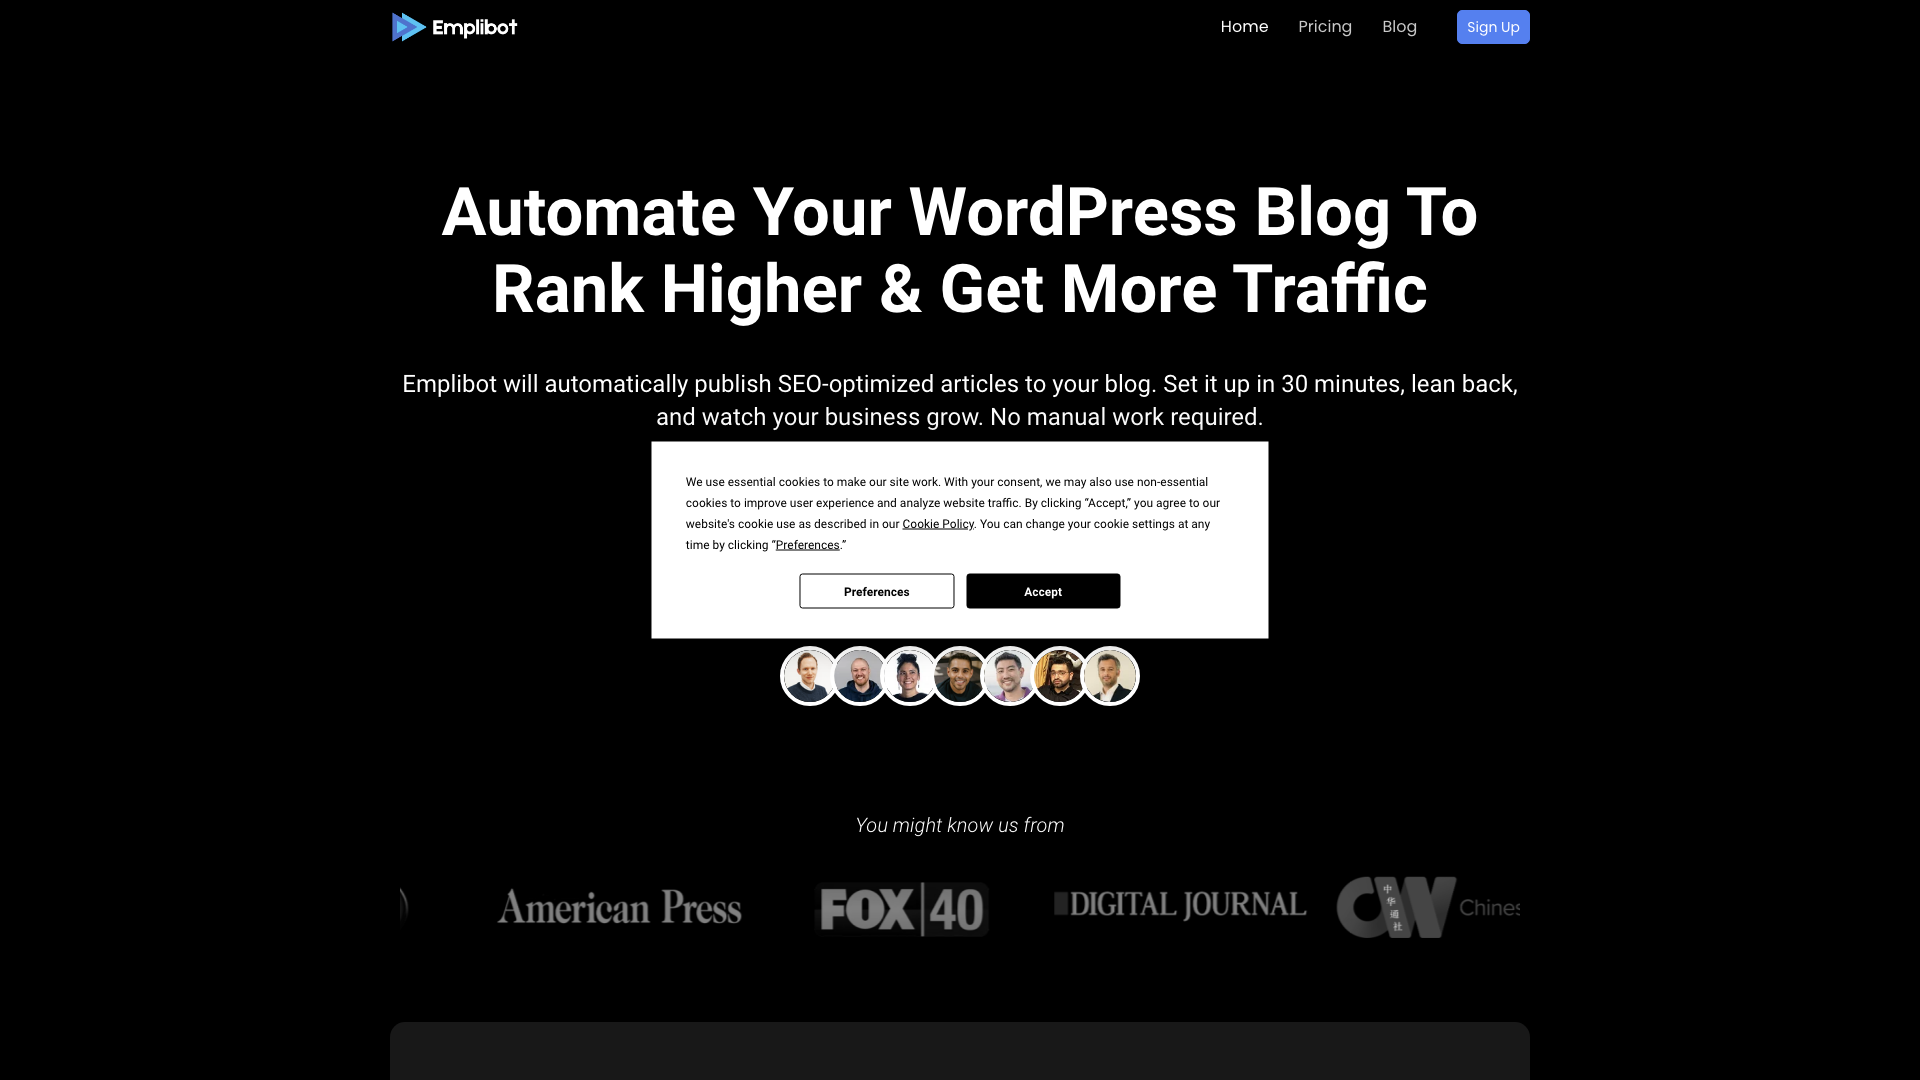 Emplibot
Home
Pricing
Blog
Sign Up
Automate Your WordPress Blog To
Rank Higher & Get More Traffic
Emplibot will automatically publish SEO-optimized articles to your blog. Set it up in 30 minutes, lean back,
and watch your business grow. No manual work required.
We use essential cookies to make our site work. With your consent, we may also use non-essential
cookies to improve user experience and analyze website traffic. By clicking “Accept,” you agree to our
website's cookie use as described in our Cookie Policy. You can change your cookie settings at any
time by clicking “Preferences.”
Preferences
Accept
You might know us from
American Press
FOX 40
DIGITAL JOURNAL
CW
中华通社